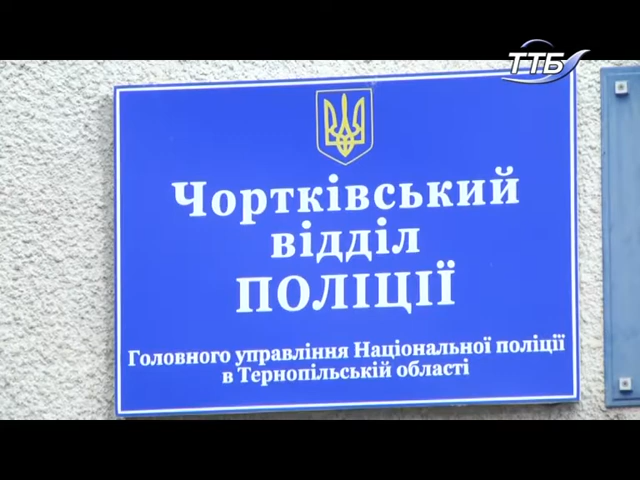 ТТБ
Чортківський
відділ
ПОЛІЦІЇ
Головного управління Національної поліції
в Тернопільській області